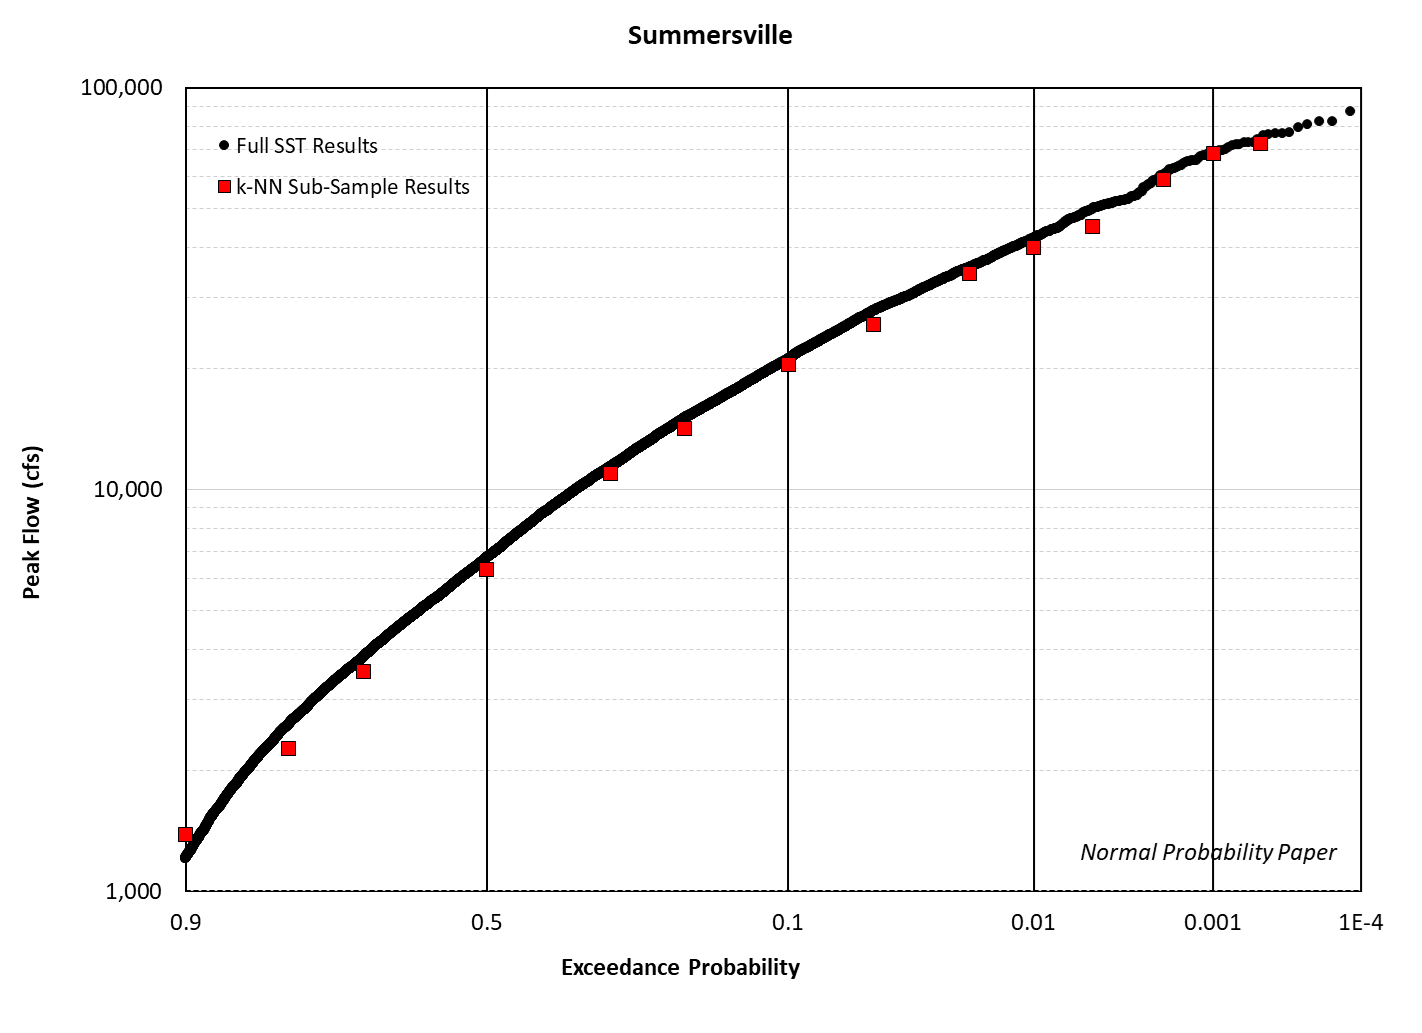 Summersville
100,000
Full SST Results
k-NN Sub-Sample Results
Peak Flow (cfs)
10,000
Normal Probability Paper
1,000
0.9 0.5 0.1 0.01 0.001 1E-4
Exceedance Probability